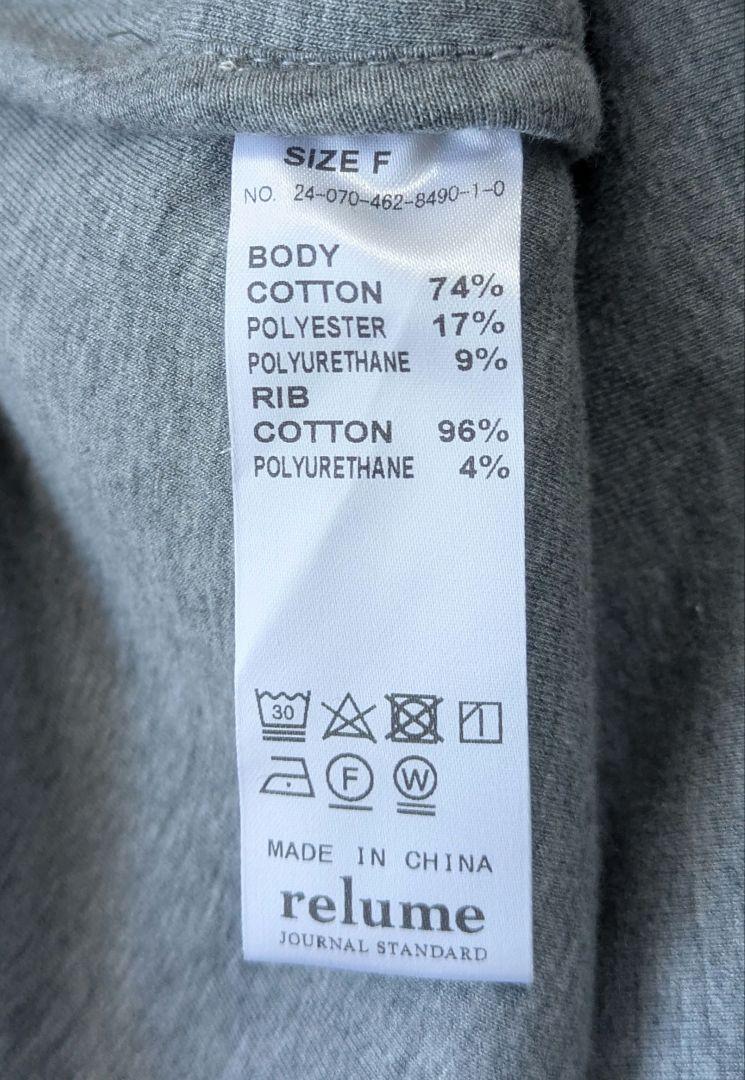 SIZE F
NO. 24-070-462-8490-1-0
BODY
COTTON 74%
POLYESTER 17%
POLYURETHANE 9%
RIB
COTTON 96%
POLYURETHANE 4%
30
F W
MADE IN CHINA
relume
JOURNAL STANDARD